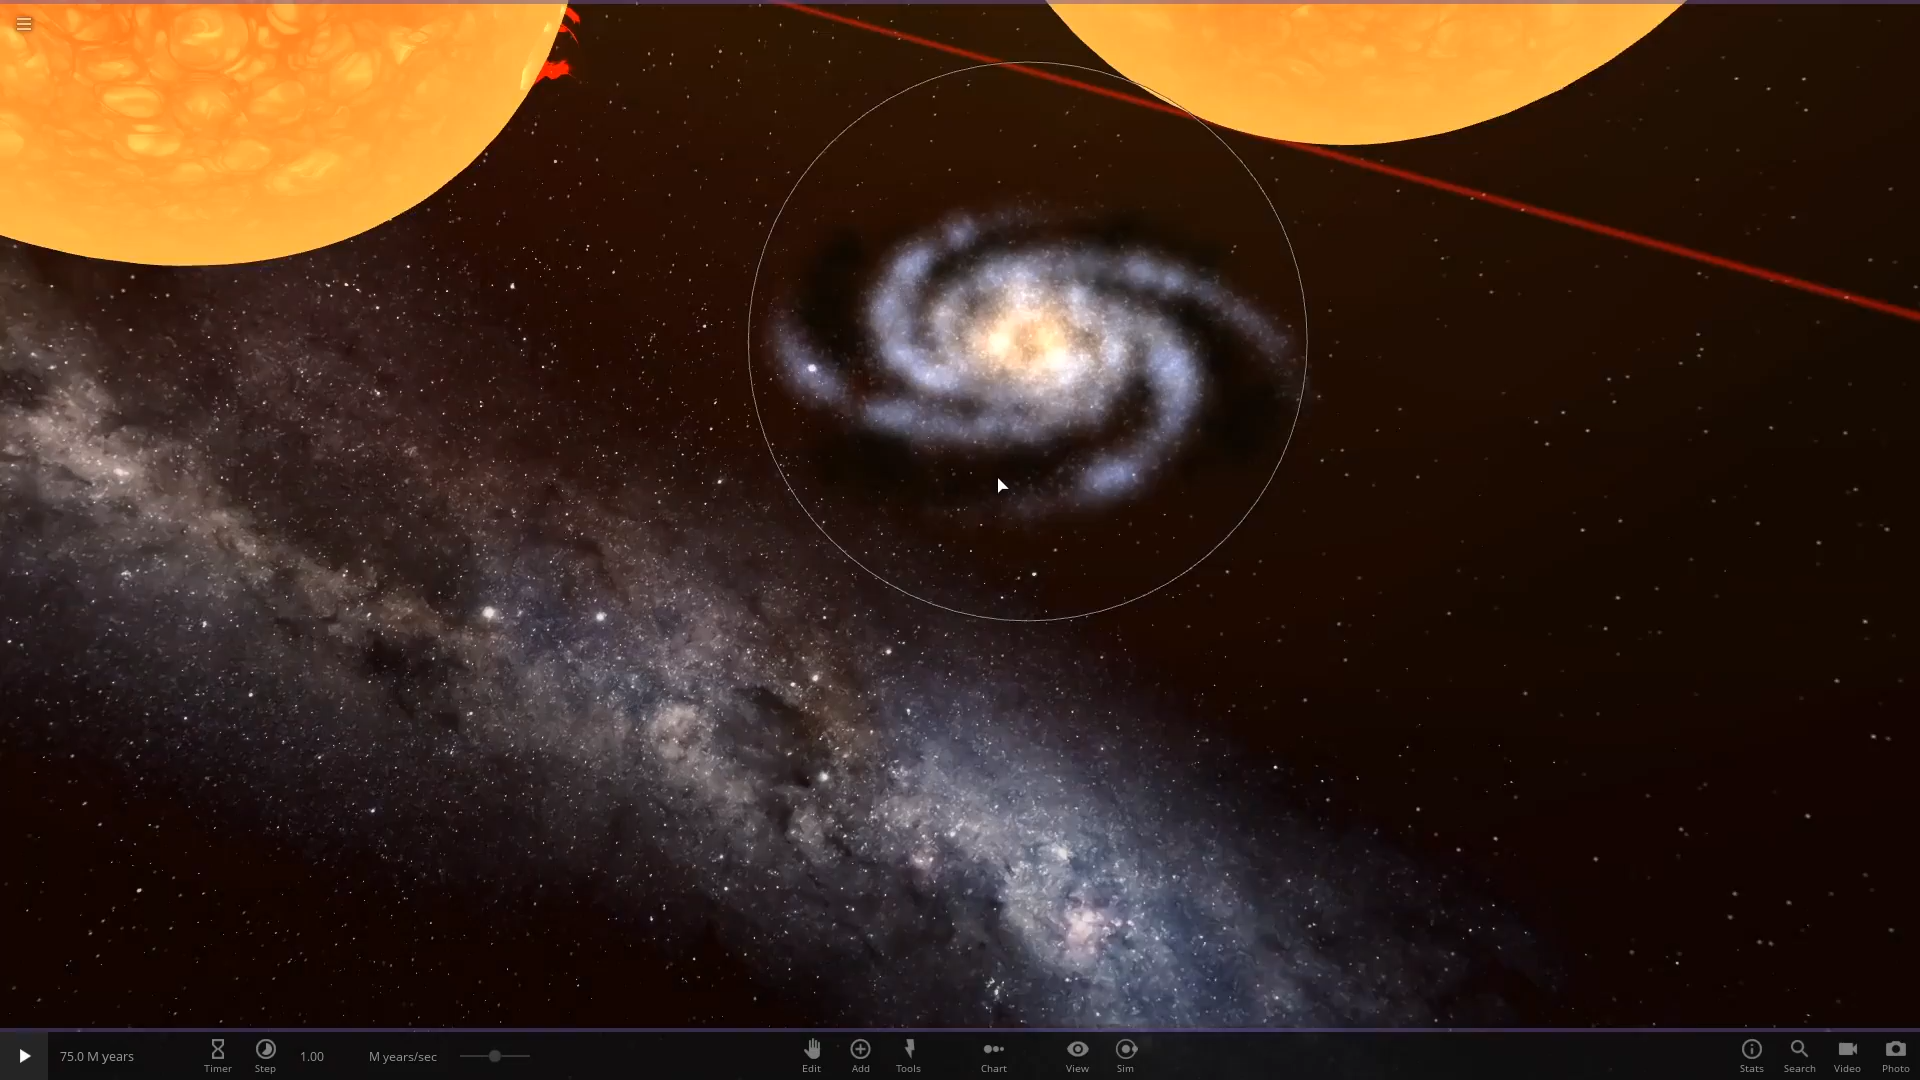 75.0 M years
Timer
Step
1.00
M years/sec
Edit
Add
Tools
Chart
View
Sim
Stats
Search
Video
Photo